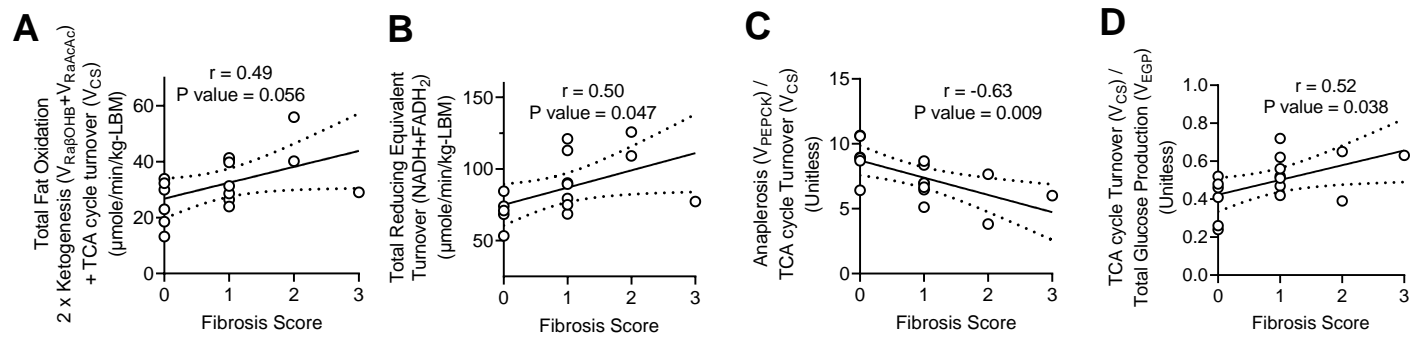 A
Total Fat Oxidation
2 x Ketogenesis (VRaβOHB+VRaAcAc)
+ TCA cycle turnover (VCS)
(μmole/min/kg-LBM)
r = 0.49
P value = 0.056
60
40
20
0
0 1 2 3
Fibrosis Score
B
Total Reducing Equivalent
Turnover (NADH+FADH2)
(μmole/min/kg-LBM)
r = 0.50
P value = 0.047
150
100
50
0 1 2 3
Fibrosis Score
C
Anaplerosis (VPEPCK) /
TCA cycle Turnover (VCS)
(Unitless)
r = -0.63
P value = 0.009
15
10
5
0
0 1 2 3
Fibrosis Score
D
TCA cycle Turnover (VCS) /
Total Glucose Production (VEGP)
(Unitless)
r = 0.52
P value = 0.038
1.0
0.8
0.6
0.4
0.2
0.0
0 1 2 3
Fibrosis Score